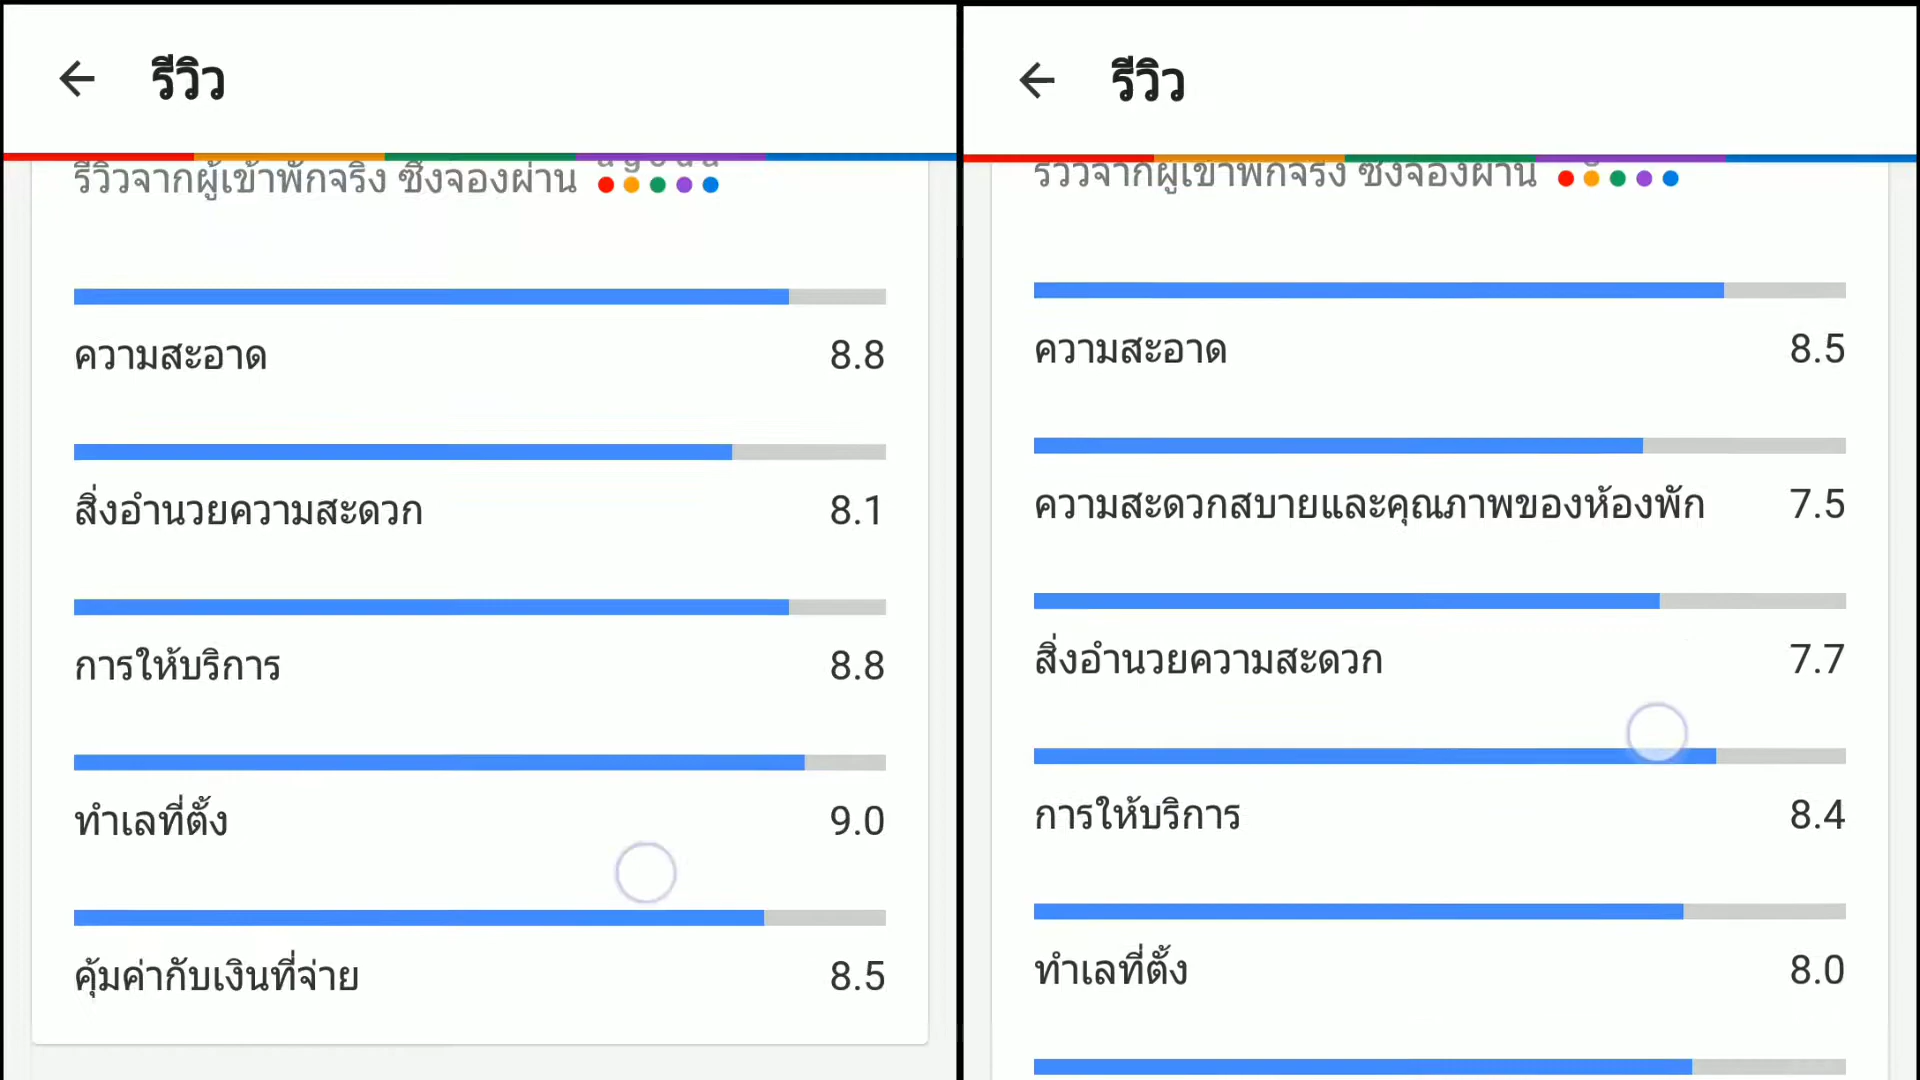 รีวิว
รีวิวจากผู้เข้าพักจริง ซึ่งจองผ่าน agoda
ความสะอาด 8.8
สิ่งอำนวยความสะดวก 8.1
การให้บริการ 8.8
ทำเลที่ตั้ง 9.0
คุ้มค่ากับเงินที่จ่าย 8.5
รีวิว
รีวิวจากผู้เข้าพักจริง ซึ่งจองผ่าน
ความสะอาด 8.5
ความสะดวกสบายและคุณภาพของห้องพัก 7.5
สิ่งอำนวยความสะดวก 7.7
การให้บริการ 8.4
ทำเลที่ตั้ง 8.0